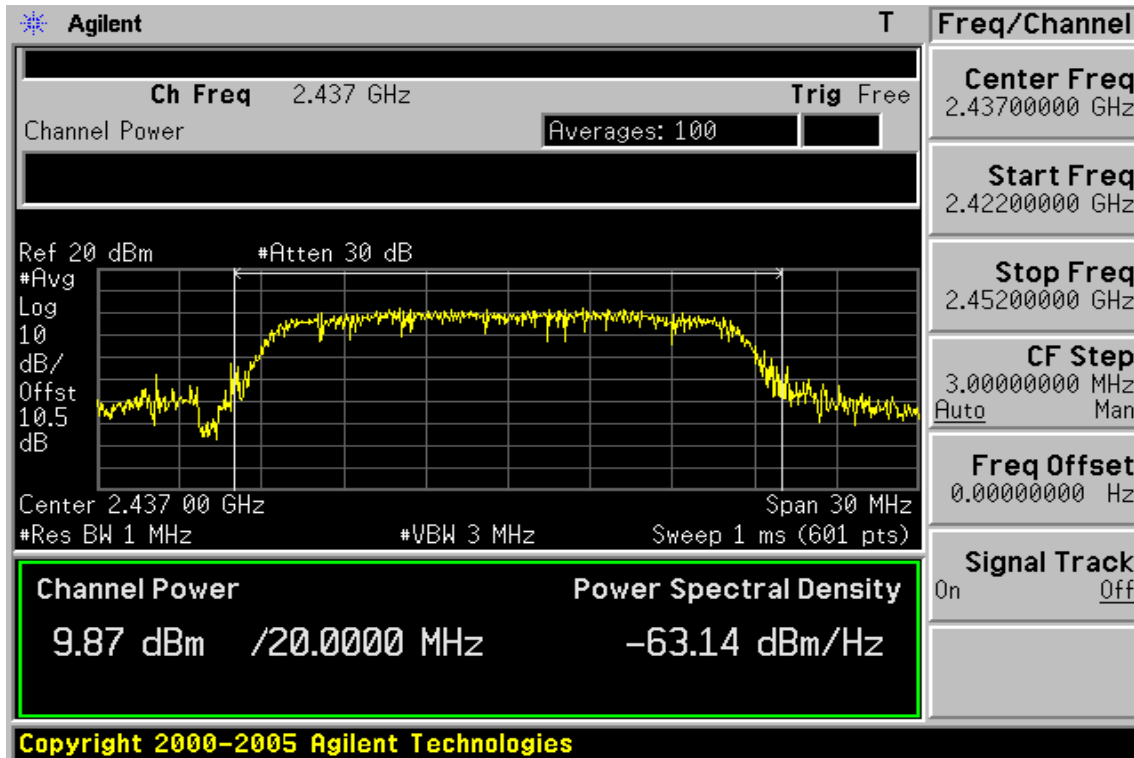 Agilent T
Ch Freq 2.437 GHz Trig Free
Channel Power Averages: 100
Ref 20 dBm #Atten 30 dB
#Avg
Log
10
dB/
Offst
10.5
dB
Center 2.437 00 GHz Span 30 MHz
#Res BW 1 MHz #VBW 3 MHz Sweep 1 ms (601 pts)
Channel Power Power Spectral Density
9.87 dBm /20.0000 MHz -63.14 dBm/Hz
Copyright 2000-2005 Agilent Technologies
Freq/Channel
Center Freq
2.43700000 GHz
Start Freq
2.42200000 GHz
Stop Freq
2.45200000 GHz
CF Step
3.00000000 MHz
Auto Man
Freq Offset
0.00000000 Hz
Signal Track
On Off